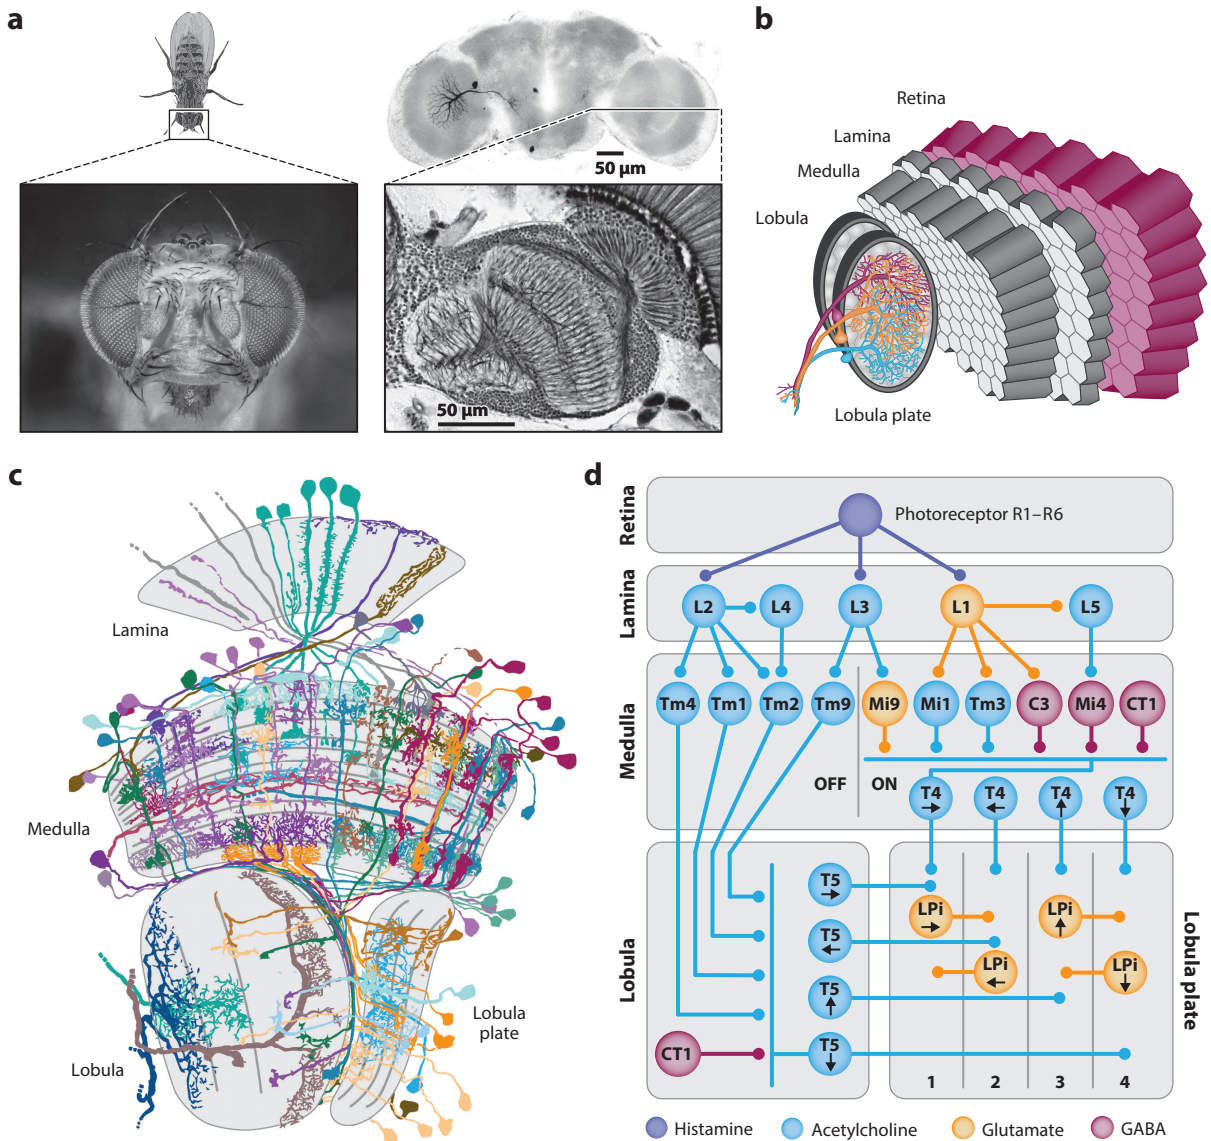 a
50 µm
50 µm
b
Retina
Lamina
Medulla
Lobula
Lobula plate
c
Lamina
Medulla
Lobula
plate
Lobula
d
Retina
Photoreceptor R1–R6
Lamina
L2 L4 L3 L1 L5
Medulla
Tm4 Tm1 Tm2 Tm9 Mi9 Mi1 Tm3 C3 Mi4 CT1
OFF ON
T4 T4 T4 T4
Lobula
T5
T5
T5
T5
CT1
LPi LPi
LPi LPi
Lobula plate
1 2 3 4
Histamine Acetylcholine Glutamate GABA